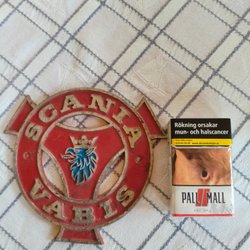 SCANIA
VABIS
Rökning orsakar
mun- och halscancer
PALL MALL